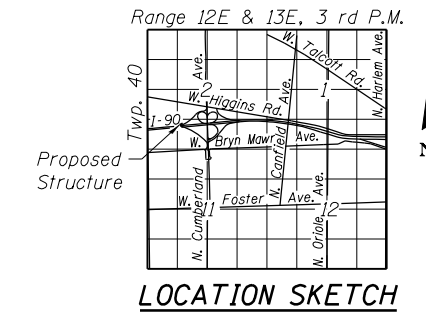 Range 12E & 13E, 3 rd P.M.
Twp. 40
W. Talcott Rd.
N. Harlem Ave.
Ave.
2
1
W. Higgins Rd.
Ave.
I-90
W. Bryn Mawr Ave.
N
Proposed
Structure
N. Cumberland
N. Canfield
W. Foster Ave.
11
12
N. Oriole Ave.
LOCATION SKETCH